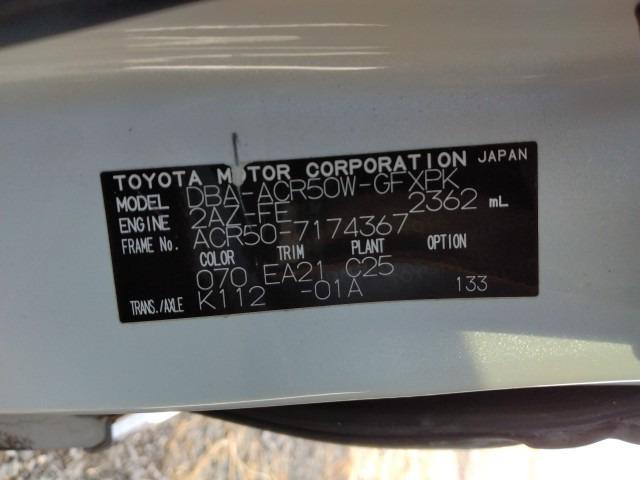 TOYOTA MOTOR CORPORATION JAPAN
MODEL DBA-ACR50W-GFXPK
ENGINE 2AZ-FE 2362 mL
FRAME No. ACR50-7174367
COLOR TRIM PLANT OPTION
070 EA21 C25
TRANS./AXLE K112 -01A 133